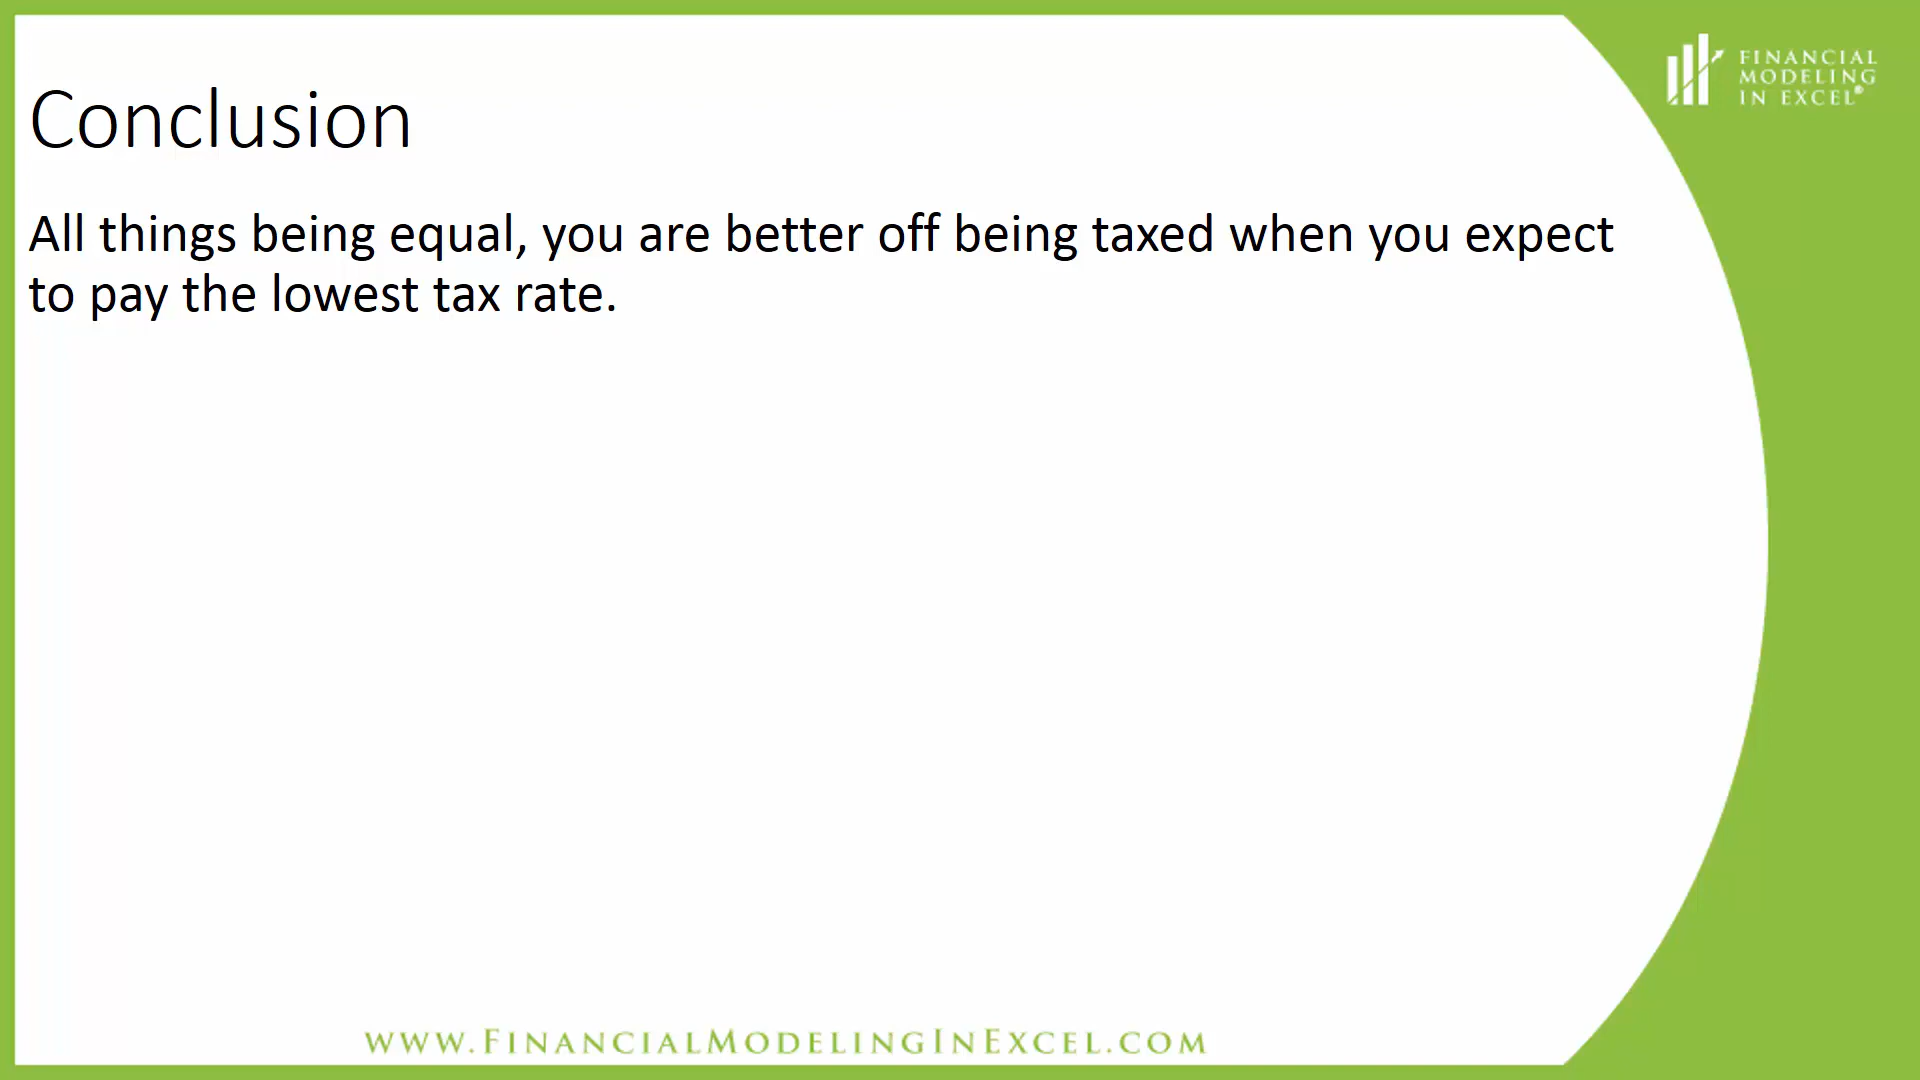 Conclusion
All things being equal, you are better off being taxed when you expect
to pay the lowest tax rate.
FINANCIAL
MODELING
IN EXCEL®
www.FinancialModelingInExcel.com